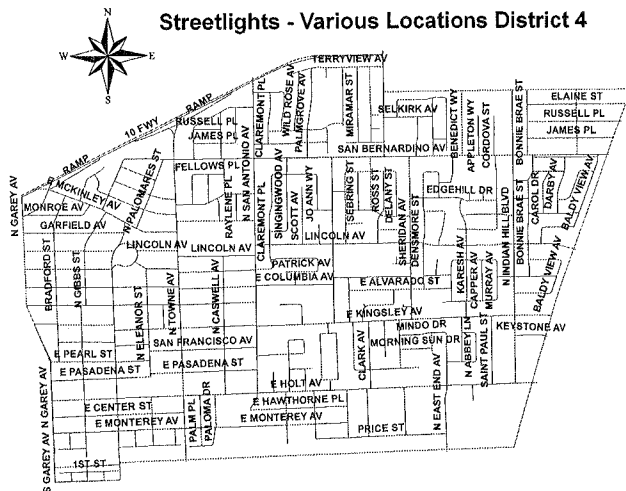 Streetlights - Various Locations District 4
N
W E
S
TERRYVIEW AV
RAMP
10 FWY
RAMP
RUSSELL PL
JAMES PL
FELLOWS PL
N SAN ANTONIO AV
CLAREMONT PL
WILD ROSE AV
PALMGROVE AV
MIRAMAR ST
SELKIRK AV
SAN BERNARDINO AV
BENEDICT WY
APPLETON WY
CORDOVA ST
BONNIE BRAE ST
ELAINE ST
RUSSELL PL
JAMES PL
N GAREY AV
E MCKINLEY AV
MONROE AV
GARFIELD AV
N PALOMARES ST
LINCOLN AV
LINCOLN AV
RAYLENE PL
CLAREMONT PL
SINGINGWOOD AV
SCOTT AV
JO ANN WY
LINCOLN AV
SEBRING ST
ROSS ST
DELANY ST
SHERIDAN AV
DENSMORE ST
EDGEHILL DR
N INDIAN HILL BLVD
BONNIE BRAE ST
CAROL DR
DARBY AV
BALDY VIEW AV
BALDY VIEW AV
BRADFORD ST
N GIBBS ST
N ELEANOR ST
N TOWNE AV
N CASWELL AV
PATRICK AV
E COLUMBIA AV
E ALVARADO ST
KARESH AV
CAPPER AV
MURRAY AV
E KINGSLEY AV
MINDO DR
MORNING SUN DR
KEYSTONE AV
SAN FRANCISCO AV
E PEARL ST
E PASADENA ST
E PASADENA ST
CLARK AV
N ABBEY LN
SAINT PAUL ST
N EAST END AV
E HOLT AV
E HAWTHORNE PL
E MONTEREY AV
PRICE ST
N GAREY AV
E CENTER ST
E MONTEREY AV
PALM PL
PALOMA DR
S GAREY AV
1ST ST